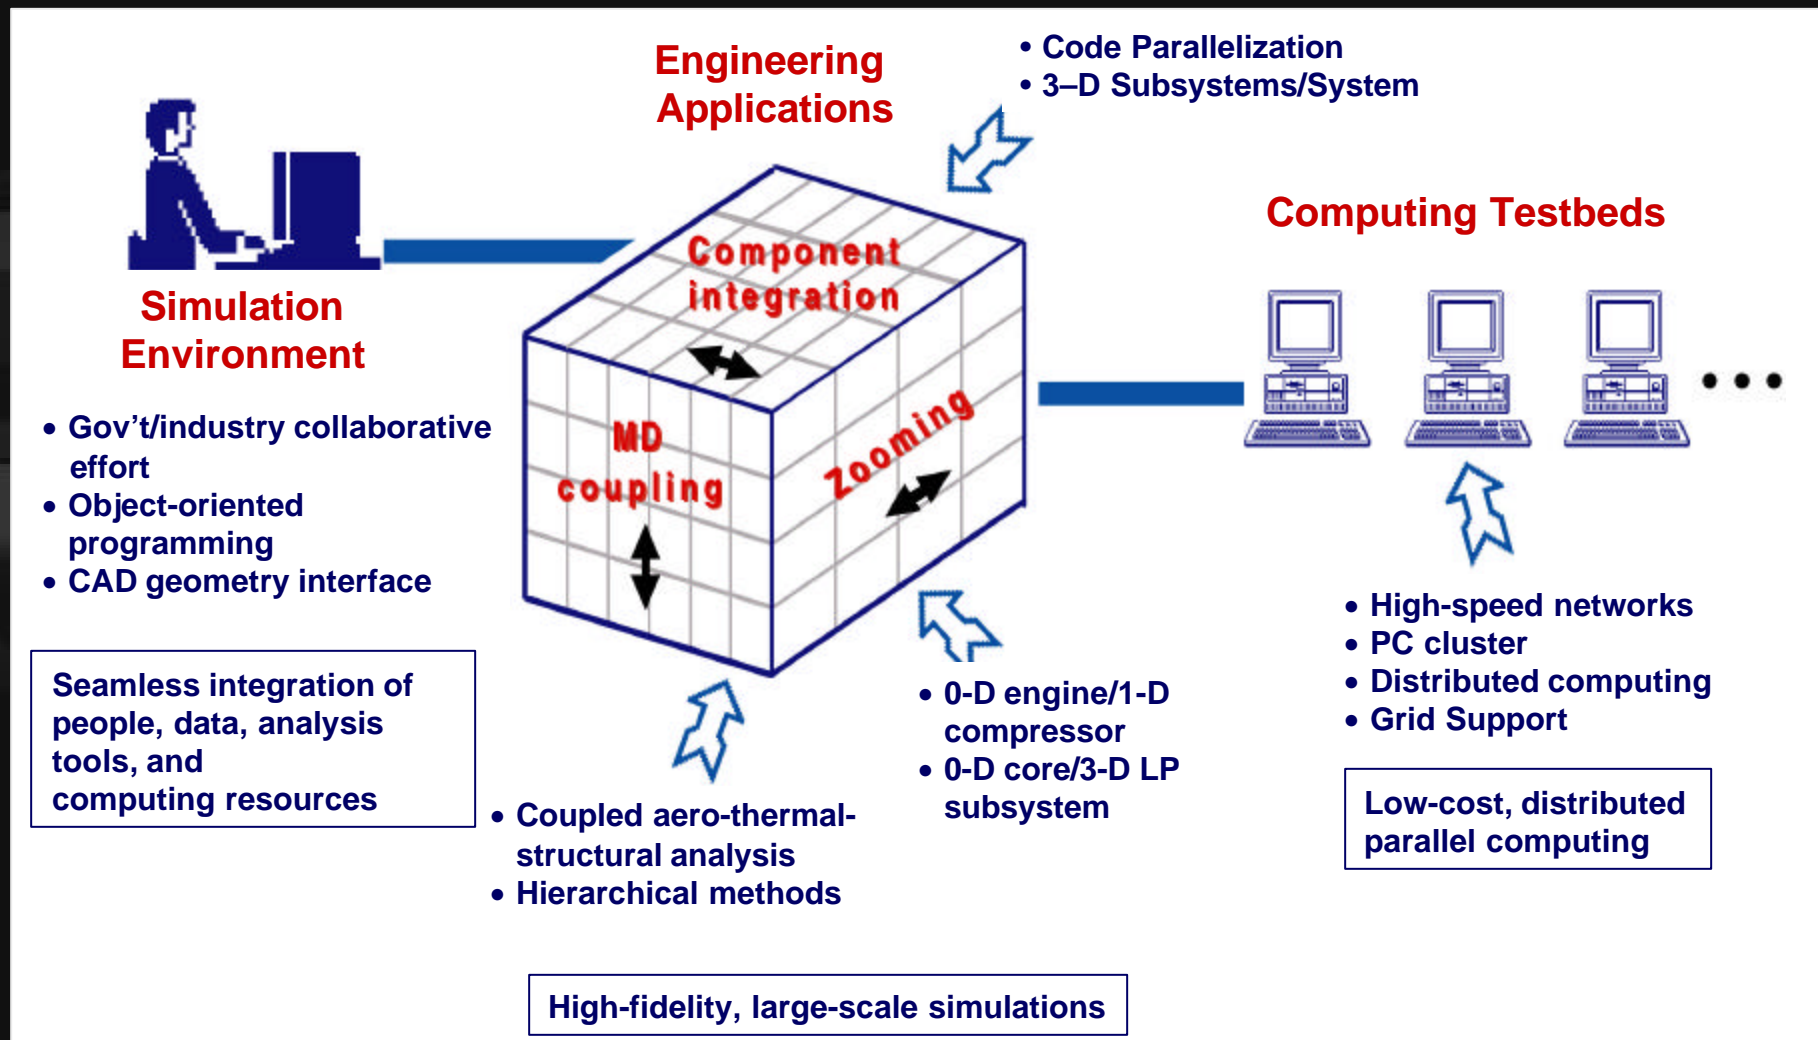 Engineering
Applications
• Code Parallelization
• 3–D Subsystems/System
Simulation
Environment
• Gov’t/industry collaborative
effort
• Object-oriented
programming
• CAD geometry interface
Seamless integration of
people, data, analysis
tools, and
computing resources
Component
integration
MD
coupling
Zooming
• Coupled aero-thermal-
structural analysis
• Hierarchical methods
• 0-D engine/1-D
compressor
• 0-D core/3-D LP
subsystem
High-fidelity, large-scale simulations
Computing Testbeds
• • •
• High-speed networks
• PC cluster
• Distributed computing
• Grid Support
Low-cost, distributed
parallel computing